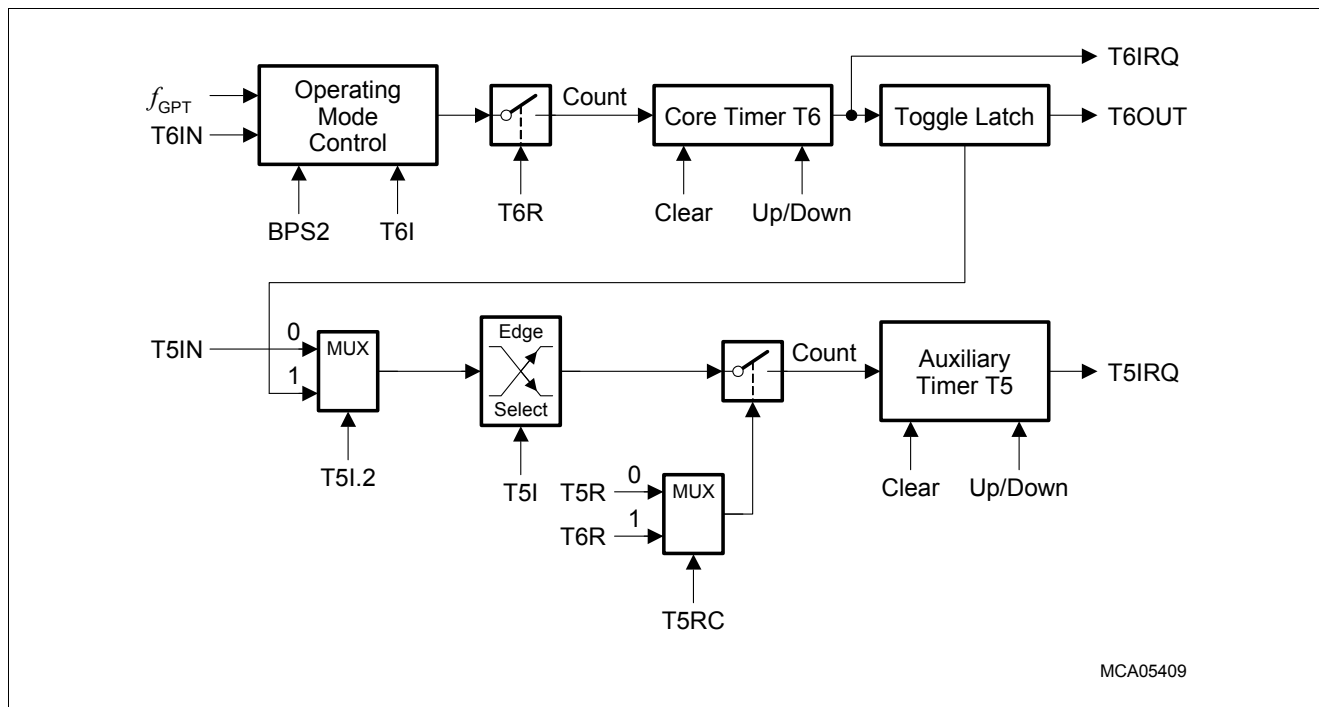 T6IRQ
fGPT
T6IN
Operating
Mode
Control
Count
Core Timer T6
Toggle Latch
T6OUT
BPS2
T6I
T6R
Clear
Up/Down
T5IN
0
1
MUX
Edge
Select
Count
Auxiliary
Timer T5
T5IRQ
T5I.2
T5I
T5R
T6R
0
1
MUX
Clear
Up/Down
T5RC
MCA05409